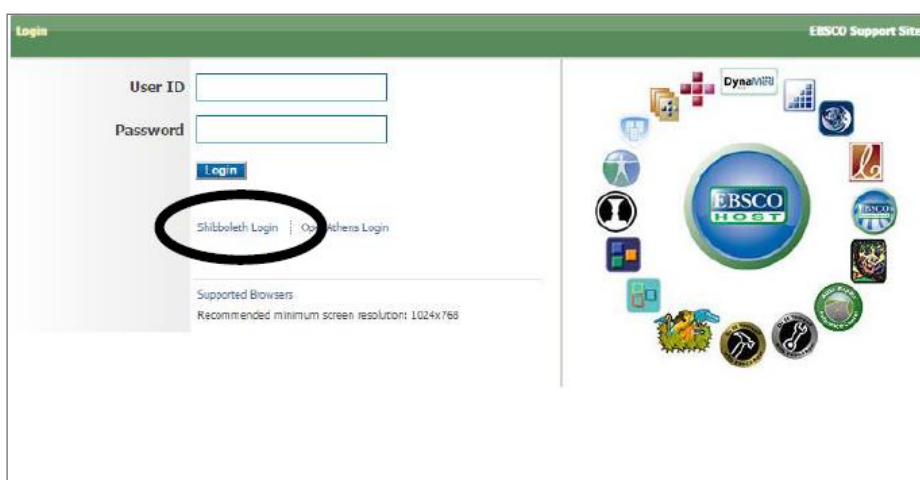 Login
EBSCO Support Site
User ID
Password
Login
Shibboleth Login
Athens Login
Supported Browsers
Recommended minimum screen resolution: 1024x768
DynaMed
EBSCO
HOST
EBSCO